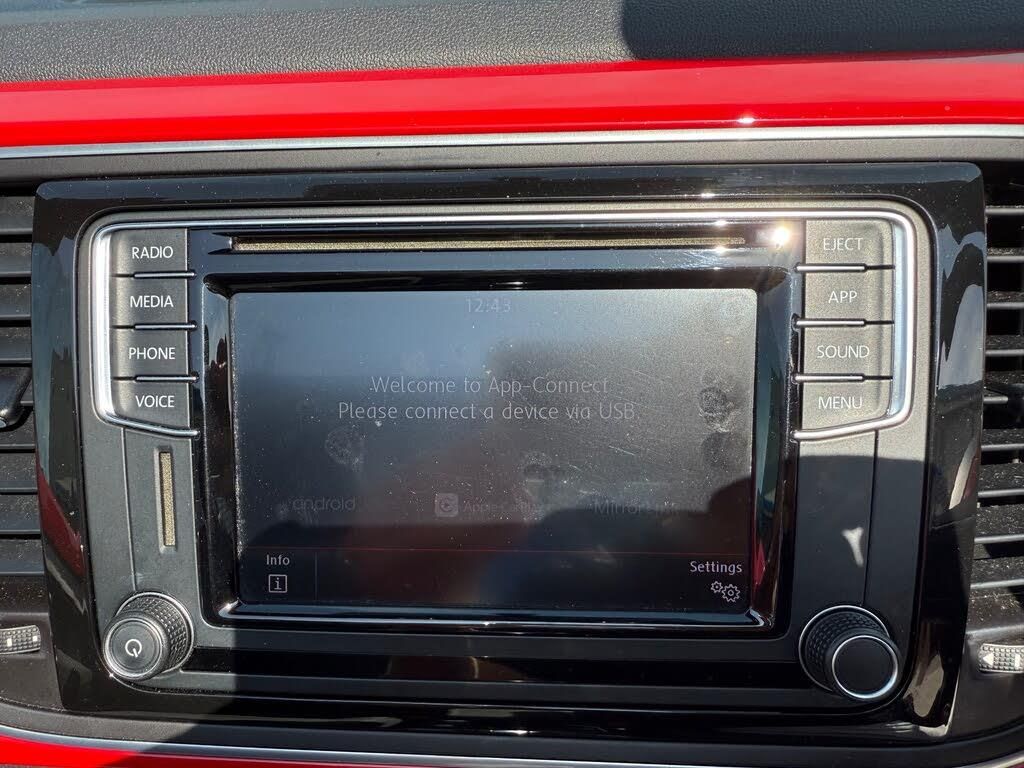 RADIO
MEDIA
PHONE
VOICE
EJECT
APP
SOUND
MENU
12:43
Welcome to App-Connect
Please connect a device via USB.
android
Info
Settings